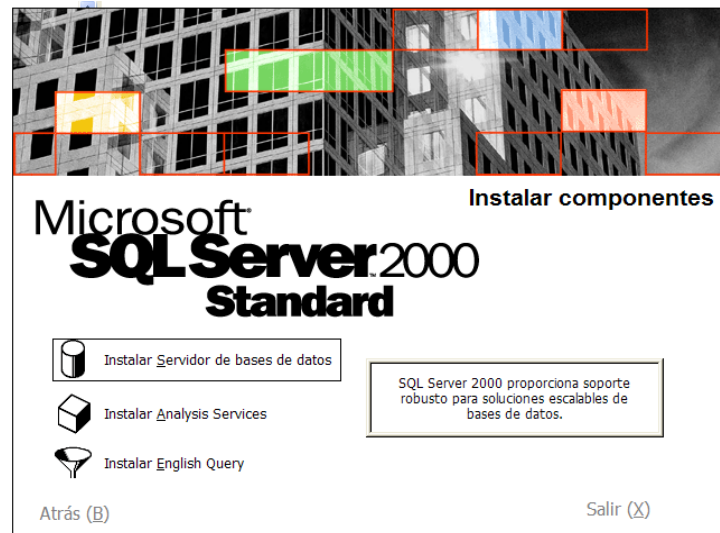 Instalar componentes
Microsoft
SQL Server 2000
Standard
Instalar Servidor de bases de datos
SQL Server 2000 proporciona soporte
robusto para soluciones escalables de
bases de datos.
Instalar Analysis Services
Instalar English Query
Atrás (B)
Salir (X)